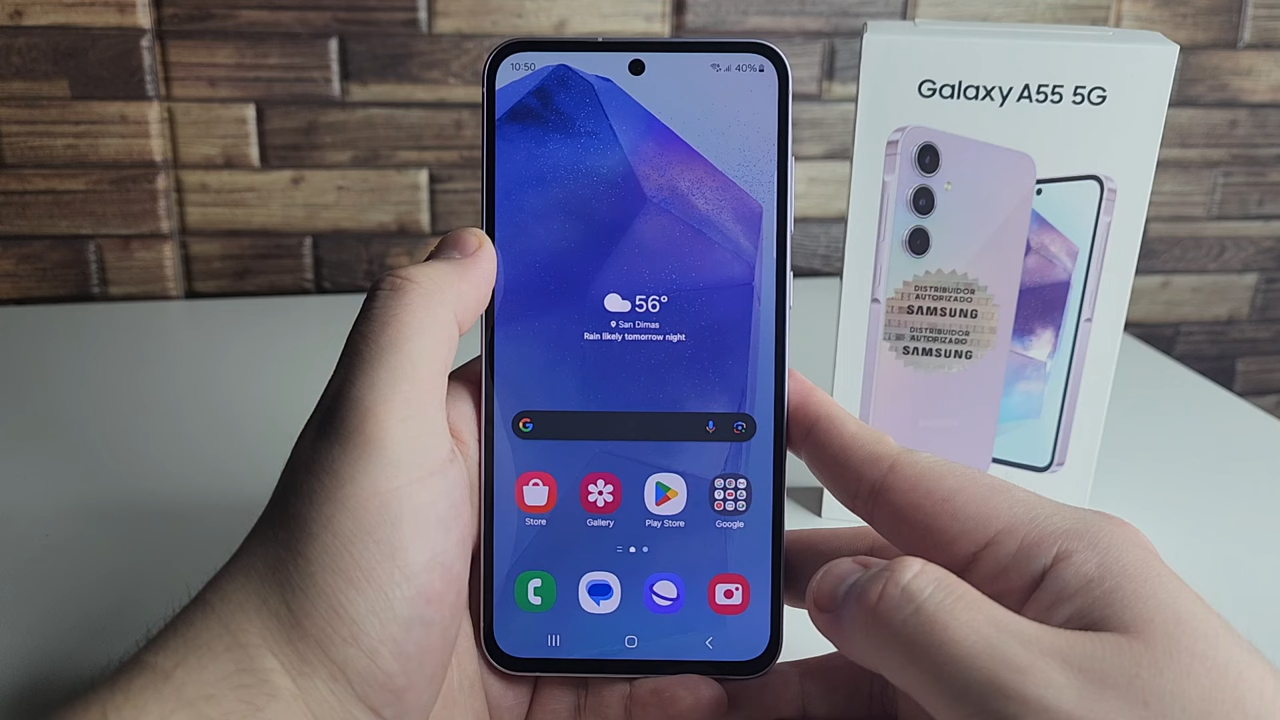 10:50
40%
56°
San Dimas
Rain likely tomorrow night
Store
Gallery
Play Store
Google
Galaxy A55 5G
DISTRIBUIDOR
AUTORIZADO
SAMSUNG
DISTRIBUIDOR
AUTORIZADO
SAMSUNG